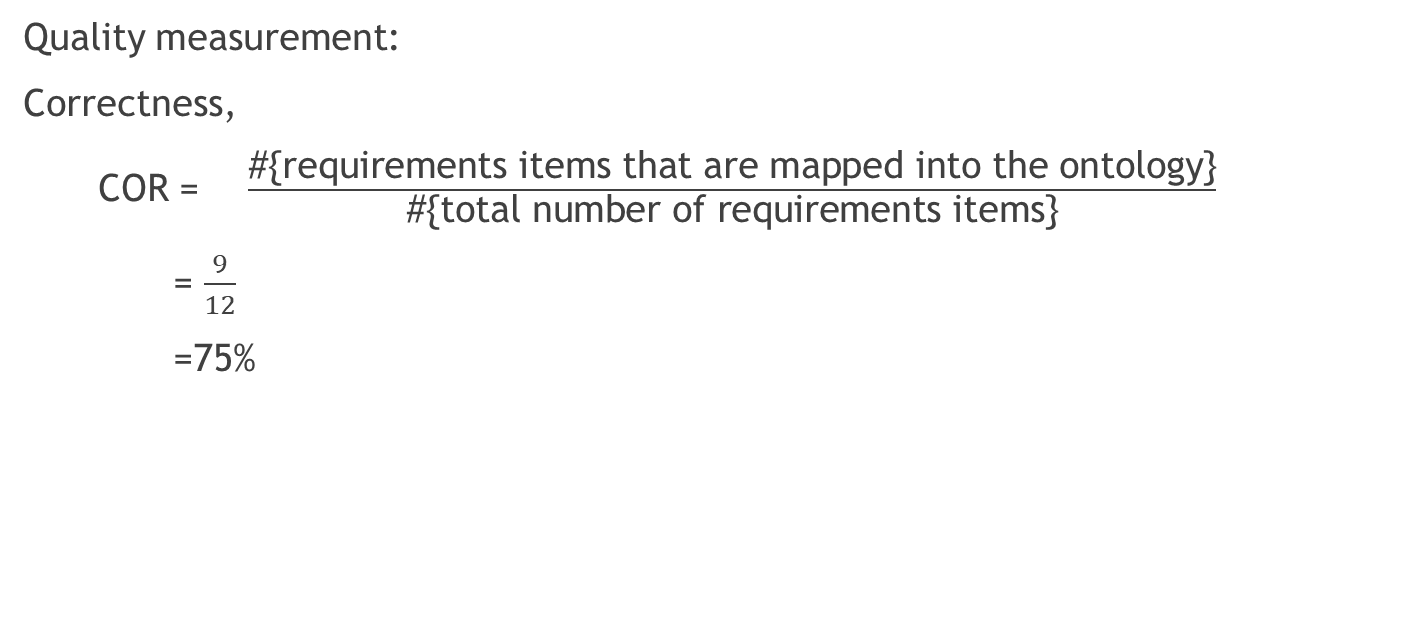 Quality measurement:
Correctness,
COR = #{requirements items that are mapped into the ontology}
#{total number of requirements items}
= 9
12
=75%